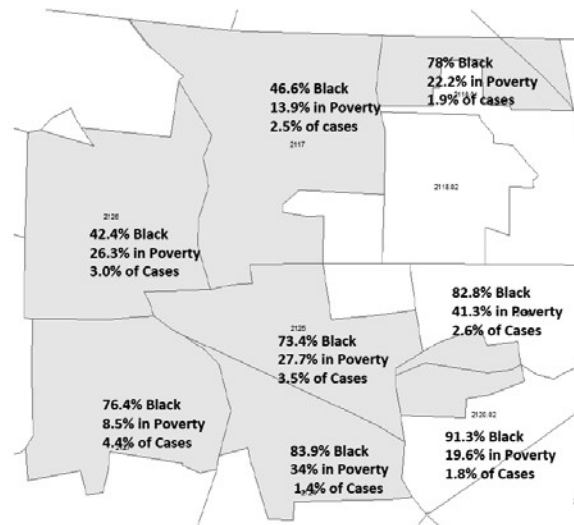 78% Black
22.2% in Poverty
1.9% of cases
46.6% Black
13.9% in Poverty
2.5% of cases
2117
2118.02
2126
42.4% Black
26.3% in Poverty
3.0% of Cases
82.8% Black
41.3% in Poverty
2.6% of Cases
2125
73.4% Black
27.7% in Poverty
3.5% of Cases
76.4% Black
8.5% in Poverty
4.4% of Cases
2120.02
91.3% Black
19.6% in Poverty
1.8% of Cases
83.9% Black
34% in Poverty
1.4% of Cases